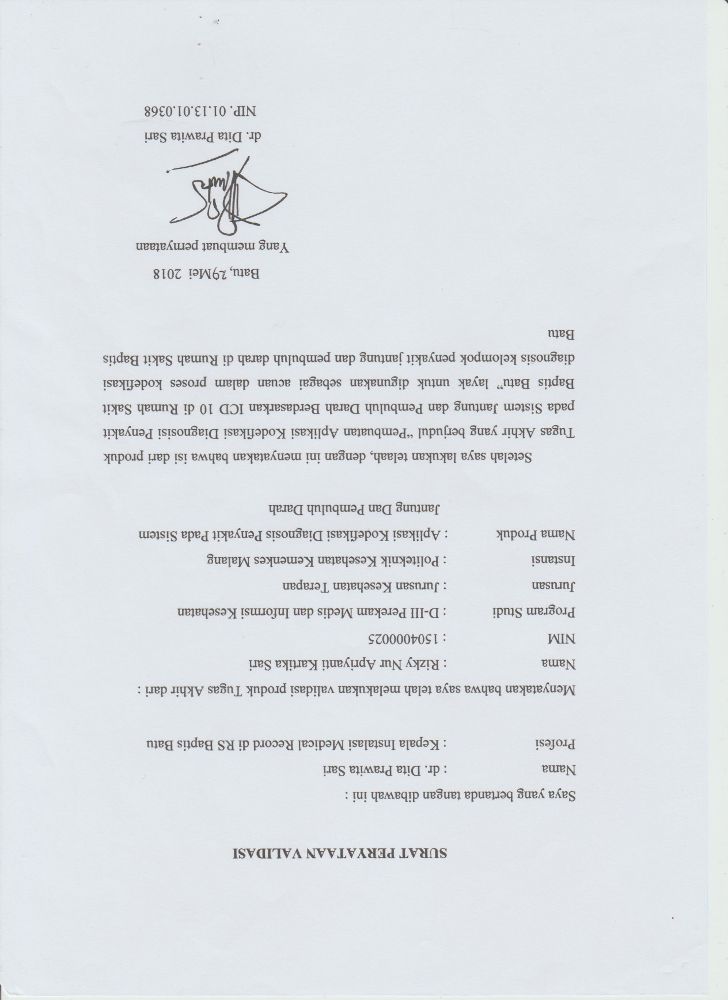 SURAT PERYATAAN VALIDASI
Saya yang bertanda tangan dibawah ini :
Nama : dr. Dita Prawita Sari
Profesi : Kepala Instalasi Medical Record di RS Baptis Batu
Menyatakan bahwa saya telah melakukan validasi produk Tugas Akhir dari :
Nama : Rizky Nur Apriyanti Kartika Sari
NIM : 1504000025
Program Studi : D-III Perekam Medis dan Informsi Kesehatan
Jurusan : Jurusan Kesehatan Terapan
Instansi : Politeknik Kesehatan Kemenkes Malang
Nama Produk : Aplikasi Kodefikasi Diagnosis Penyakit Pada Sistem
Jantung Dan Pembuluh Darah
Setelah saya lakukan telaah, dengan ini menyatakan bahwa isi dari produk
Tugas Akhir yang berjudul “Pembuatan Aplikasi Kodefikasi Diagnosisi Penyakit
pada Sistem Jantung dan Pembuluh Darah Berdasarkan ICD 10 di Rumah Sakit
Baptis Batu” layak untuk digunakan sebagai acuan dalam proses kodefikasi
diagnosis kelompok penyakit jantung dan pembuluh darah di Rumah Sakit Baptis
Batu
Batu, 29 Mei 2018
Yang membuat pernyataan
dr. Dita Prawita Sari
NIP. 01.13.01.0368